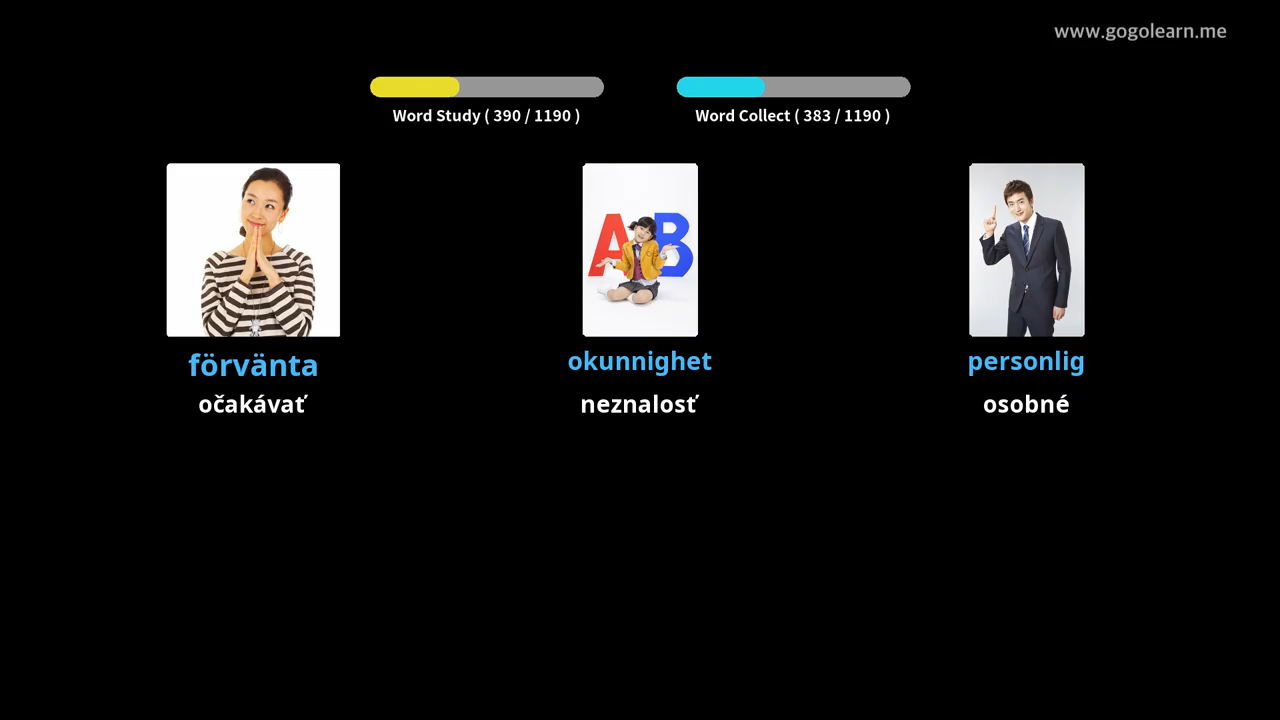 www.gogolearn.me
Word Study ( 390 / 1190 )
Word Collect ( 383 / 1190 )
A B
förvänta
okunnighet
personlig
očakávať
neznalosť
osobné